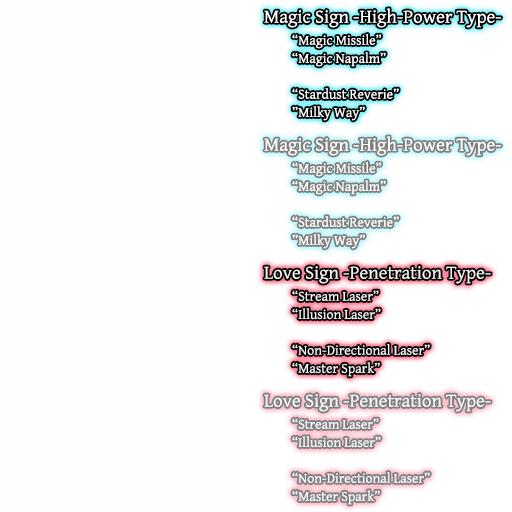 Magic Sign -High-Power Type-
“Magic Missile”
“Magic Napalm”
“Stardust Reverie”
”Milky Way”
Magic Sign -High-Power Type-
“Magic Missile”
“Magic Napalm”
“Stardust Reverie”
”Milky Way”
Love Sign -Penetration Type-
“Stream Laser”
“Illusion Laser”
“Non-Directional Laser”
“Master Spark”
Love Sign -Penetration Type-
“Stream Laser”
“Illusion Laser”
“Non-Directional Laser”
“Master Spark”